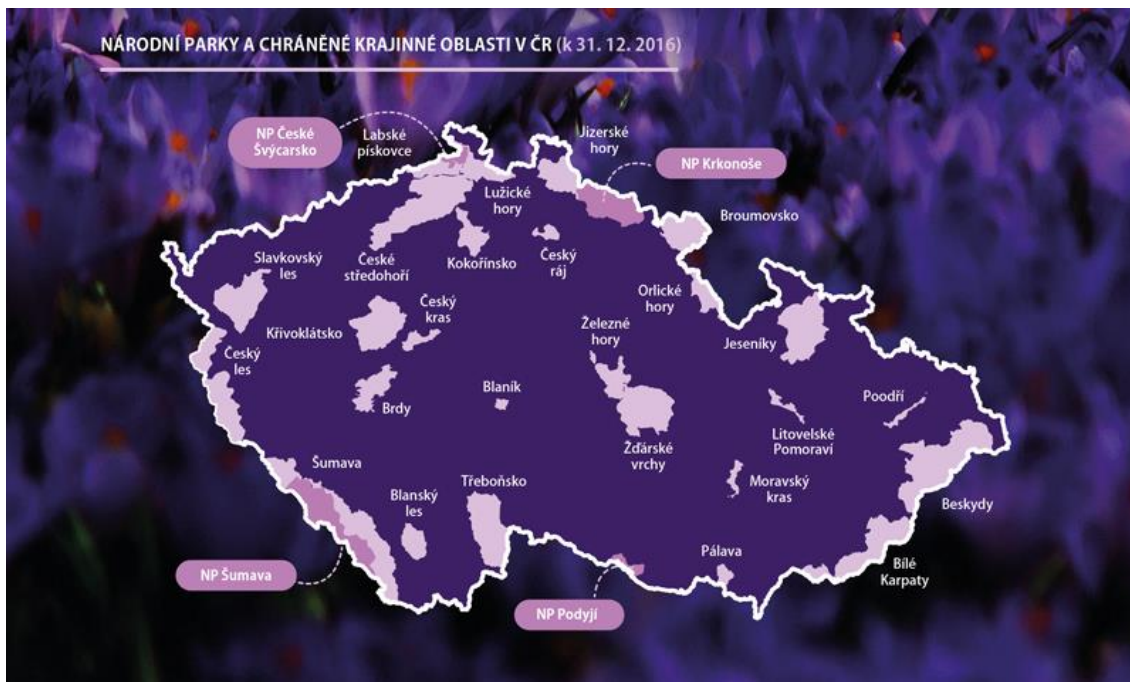 NÁRODNÍ PARKY A CHRÁNĚNÉ KRAJINNÉ OBLASTI V ČR (k 31. 12. 2016)
NP České
Švýcarsko
Labské
pískovce
Jizerské
hory
NP Krkonoše
Lužické
hory
Broumovsko
Slavkovský
les
České
středohoří
Kokořínsko
Český
ráj
Orlické
hory
Křivoklátsko
Český
kras
Železné
hory
Jeseníky
Český
les
Brdy
Blaník
Poodří
Žďárské
vrchy
Litovelské
Pomoraví
Šumava
Blanský
les
Třeboňsko
Moravský
kras
Beskydy
NP Šumava
NP Podyjí
Pálava
Bílé
Karpaty